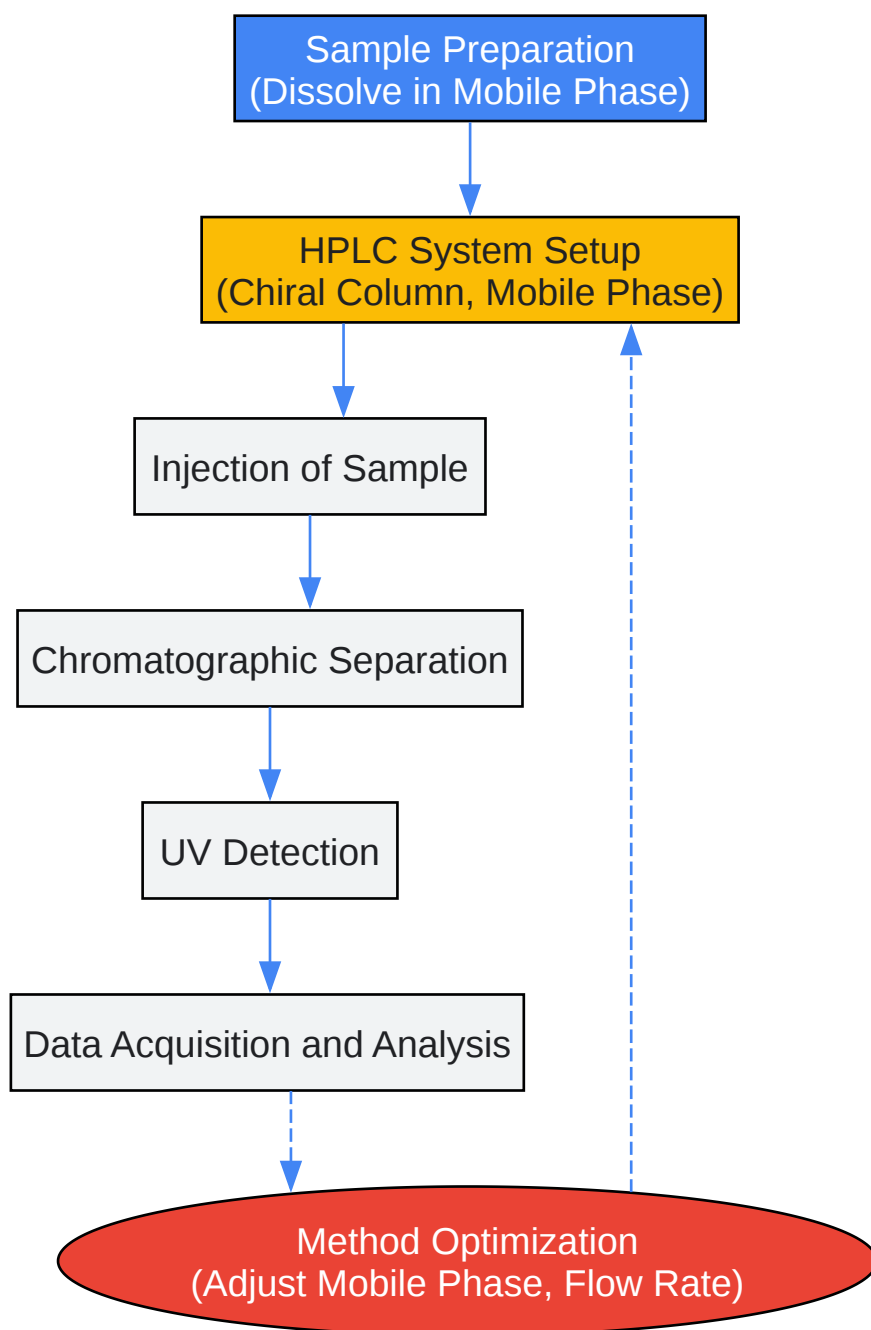 Sample Preparation
(Dissolve in Mobile Phase)
HPLC System Setup
(Chiral Column, Mobile Phase)
Injection of Sample
Chromatographic Separation
UV Detection
Data Acquisition and Analysis
Method Optimization
(Adjust Mobile Phase, Flow Rate)